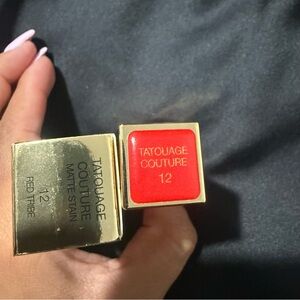 TATOUAGE
COUTURE
MATTE STAIN
12
RED TRIBE
TATOUAGE
COUTURE
12